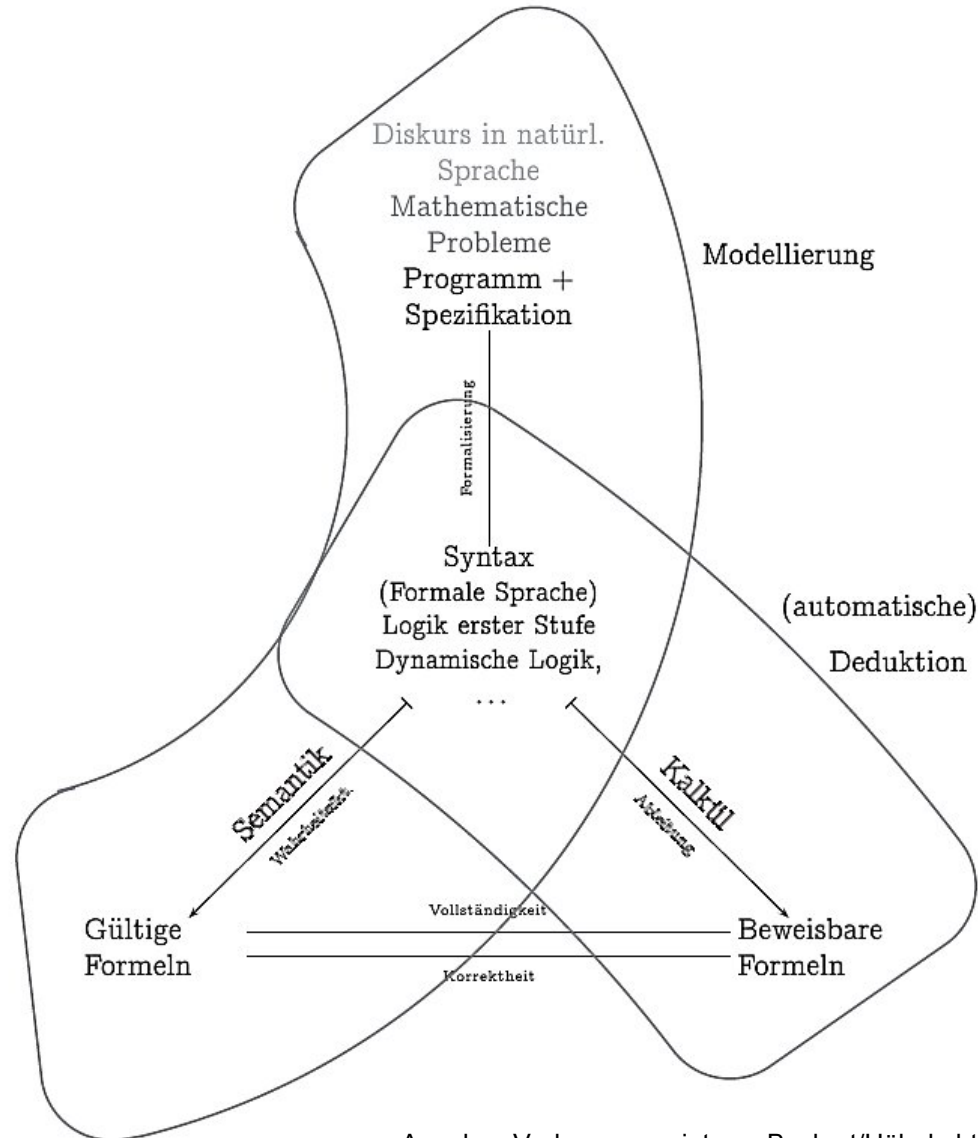 Diskurs in natürl.
Sprache
Mathematische
Probleme
Programm +
Spezifikation
Modellierung
Formalisierung
Syntax
(Formale Sprache)
Logik erster Stufe
Dynamische Logik,
...
(automatische)
Deduktion
Semantik
Kalkül
Ableitung
Vollständigkeit
Gültige
Formeln
Beweisbare
Formeln
Korrektheit